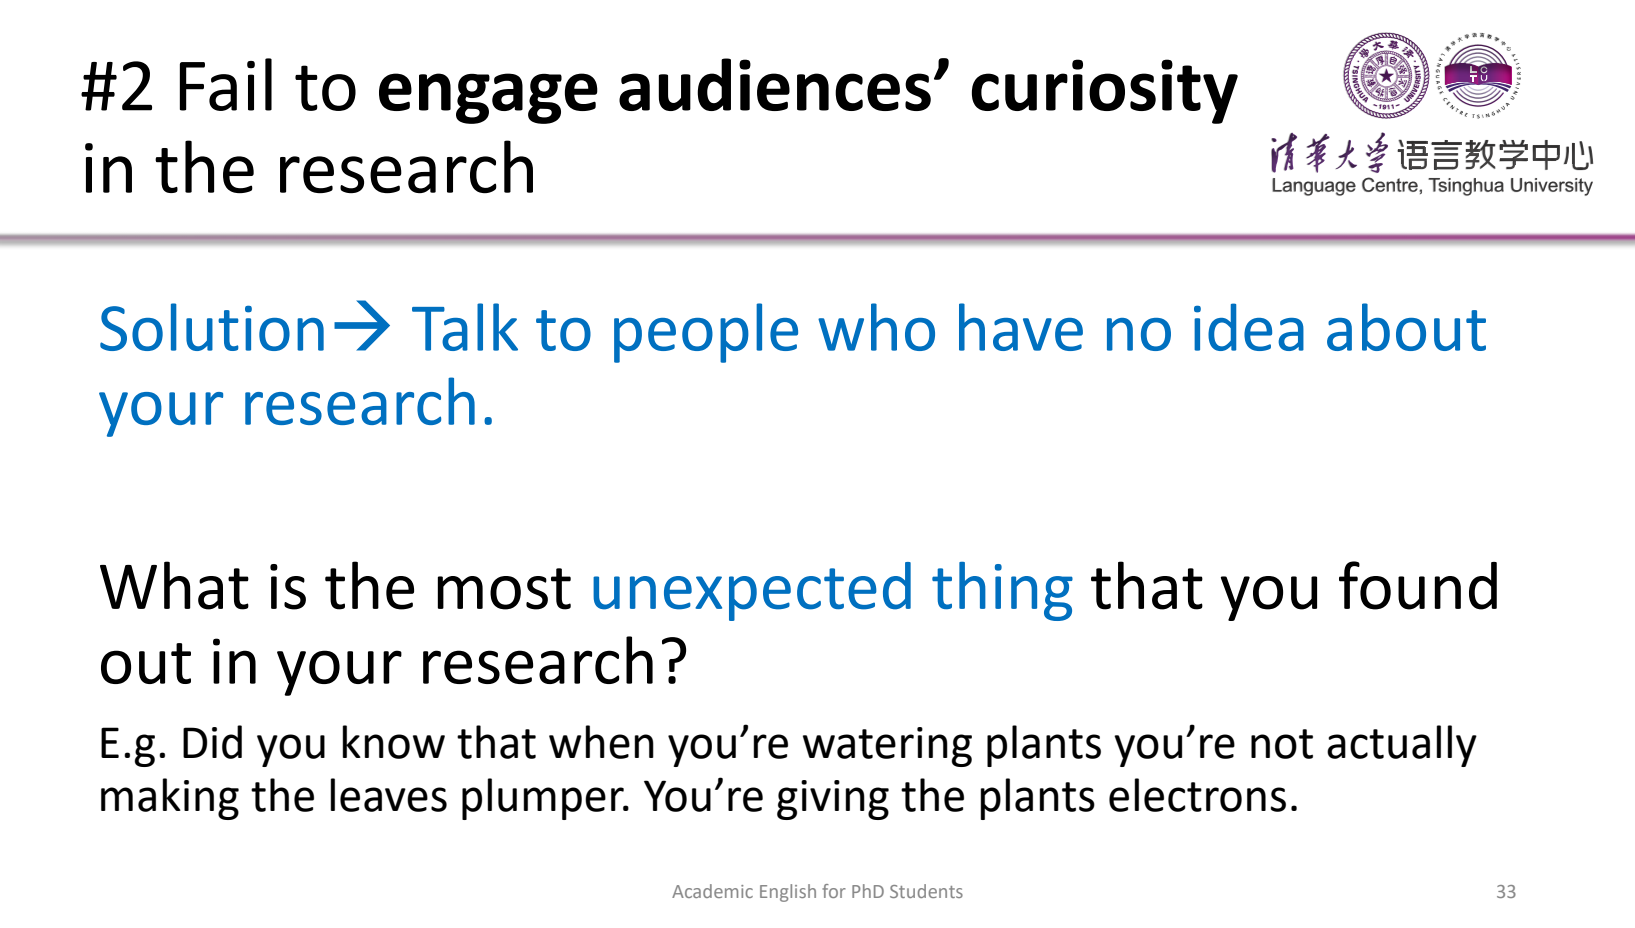 #2 Fail to engage audiences’ curiosity
in the research
清华大学语言教学中心
Language Centre, Tsinghua University
Solution→ Talk to people who have no idea about
your research.
What is the most unexpected thing that you found
out in your research?
E.g. Did you know that when you’re watering plants you’re not actually
making the leaves plumper. You’re giving the plants electrons.
Academic English for PhD Students
33